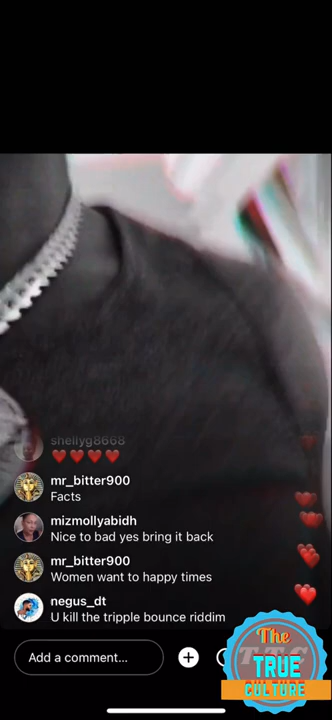 shellyg8668
❤️❤️❤️❤️
mr_bitter900
Facts
mizmollyabidh
Nice to bad yes bring it back
mr_bitter900
Women want to happy times
negus_dt
U kill the tripple bounce riddim
Add a comment...
The
T.T.C
TRUE
CULTURE